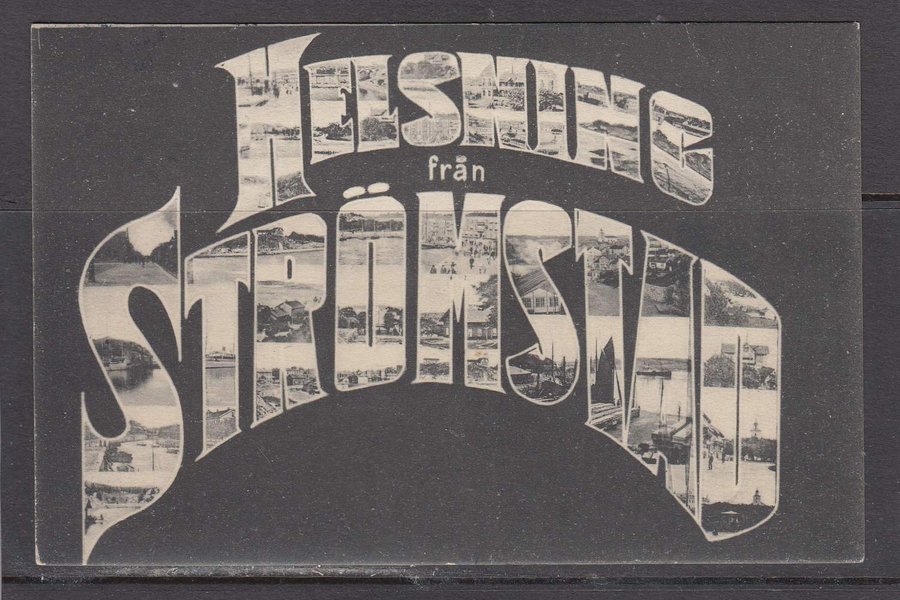 HELSNING
från
STRÖMSTAD